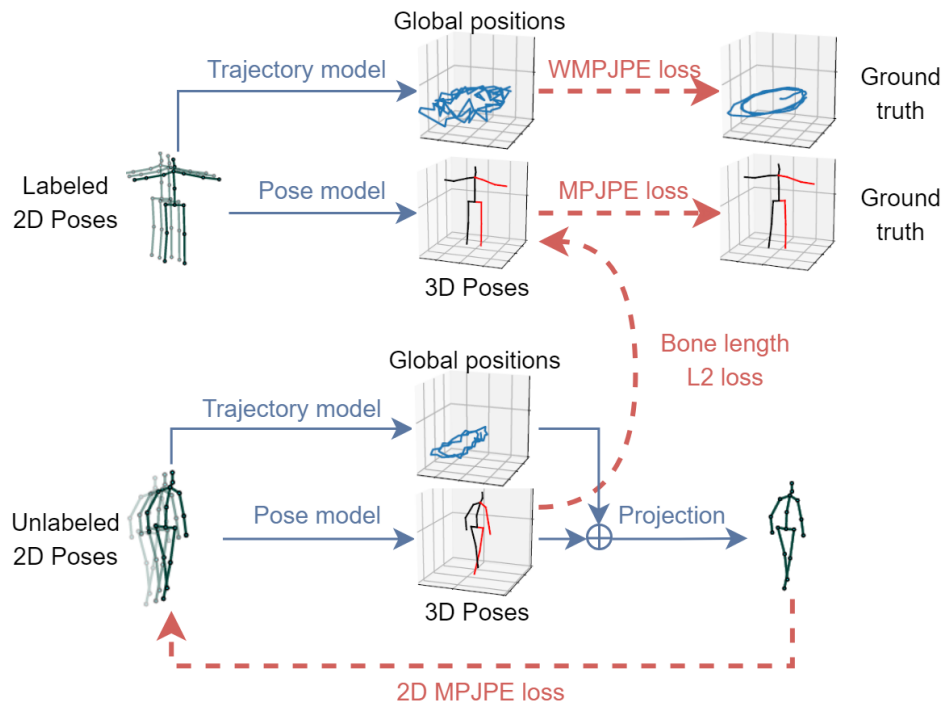 Global positions
Trajectory model
WMPJPE loss
Ground
truth
Labeled
2D Poses
Pose model
MPJPE loss
Ground
truth
3D Poses
Bone length
L2 loss
Global positions
Trajectory model
Unlabeled
2D Poses
Pose model
Projection
3D Poses
2D MPJPE loss